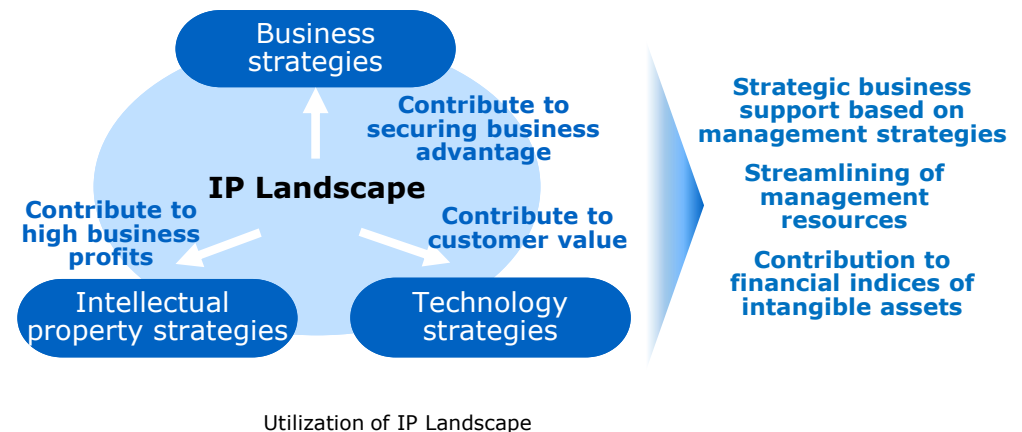 Business
strategies
Contribute to
securing business
advantage
IP Landscape
Contribute to
high business
profits
Contribute to
customer value
Intellectual
property strategies
Technology
strategies
Strategic business
support based on
management strategies
Streamlining of
management
resources
Contribution to
financial indices of
intangible assets
Utilization of IP Landscape